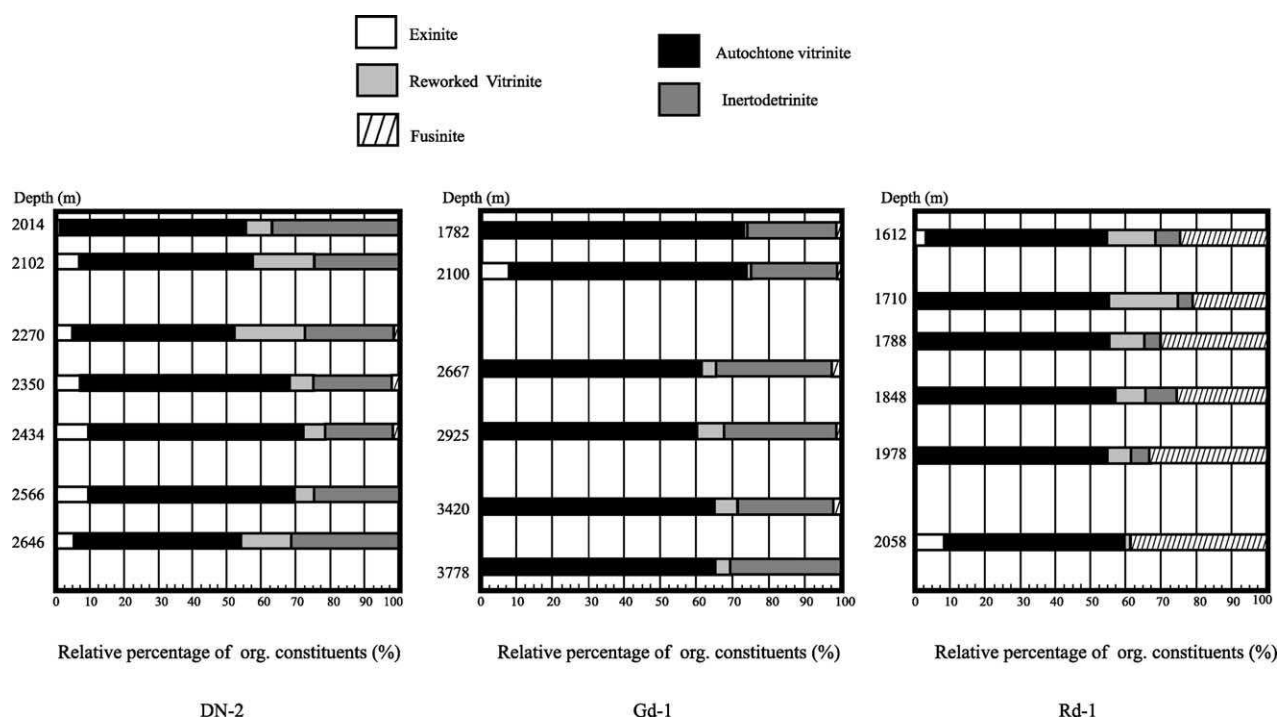 Exinite
Reworked Vitrinite
Fusinite
Autochtone vitrinite
Inertodetrinite
Depth (m)
2014
2102
2270
2350
2434
2566
2646
0 10 20 30 40 50 60 70 80 90 100
Relative percentage of org. constituents (%)
DN-2
Depth (m)
1782
2100
2667
2925
3420
3778
0 10 20 30 40 50 60 70 80 90 100
Relative percentage of org. constituents (%)
Gd-1
Depth (m)
1612
1710
1788
1848
1978
2058
0 10 20 30 40 50 60 70 80 90 100
Relative percentage of org. constituents (%)
Rd-1